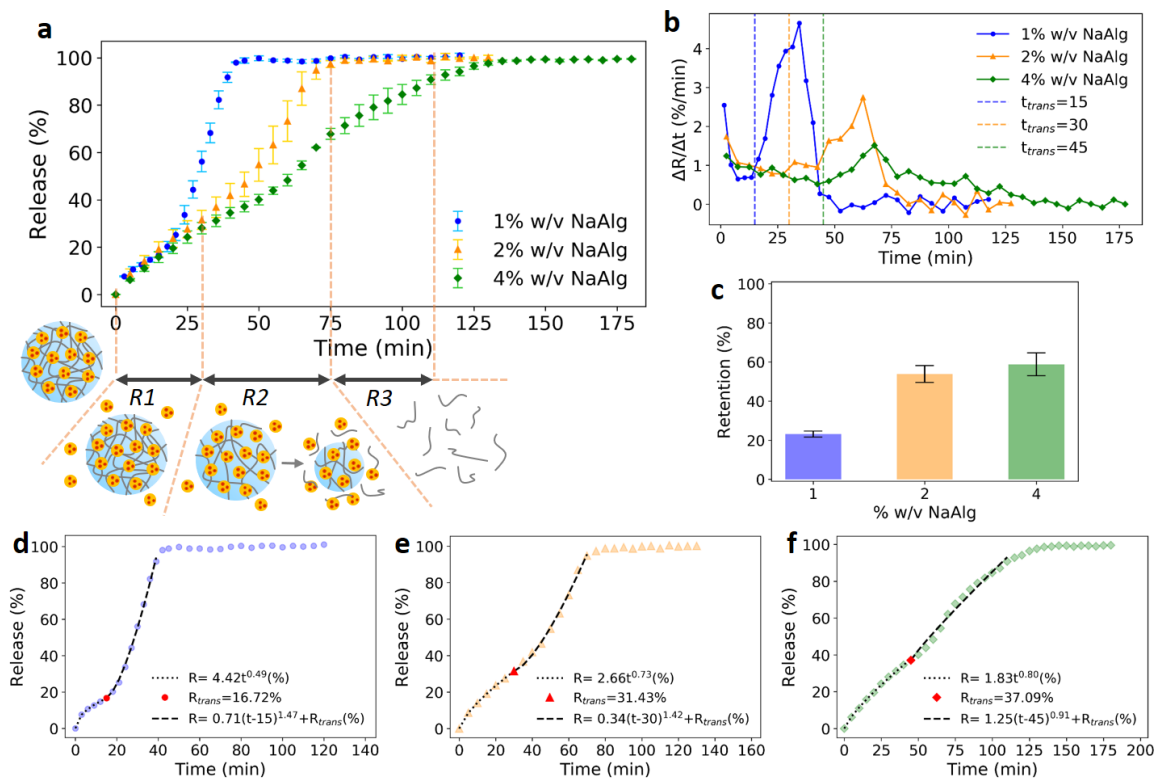 a
Release (%)
100
80
60
40
20
0
1% w/v NaAlg
2% w/v NaAlg
4% w/v NaAlg
0 25 50 75 100 125 150 175
Time (min)
R1 R2 R3
b
ΔR/Δt (%/min)
4
3
2
1
0
1% w/v NaAlg
2% w/v NaAlg
4% w/v NaAlg
t_trans=15
t_trans=30
t_trans=45
0 25 50 75 100 125 150 175
Time (min)
c
Retention (%)
100
80
60
40
20
0
1 2 4
% w/v NaAlg
d
Release (%)
100
80
60
40
20
0
R= 4.42t^0.49(%)
R_trans=16.72%
R= 0.71(t-15)^1.47+R_trans(%)
0 20 40 60 80 100 120 140
Time (min)
e
Release (%)
100
80
60
40
20
0
R= 2.66t^0.73(%)
R_trans=31.43%
R= 0.34(t-30)^1.42+R_trans(%)
0 20 40 60 80 100 120 140 160
Time (min)
f
Release (%)
100
80
60
40
20
0
R= 1.83t^0.80(%)
R_trans=37.09%
R= 1.25(t-45)^0.91+R_trans(%)
0 25 50 75 100 125 150 175 200
Time (min)